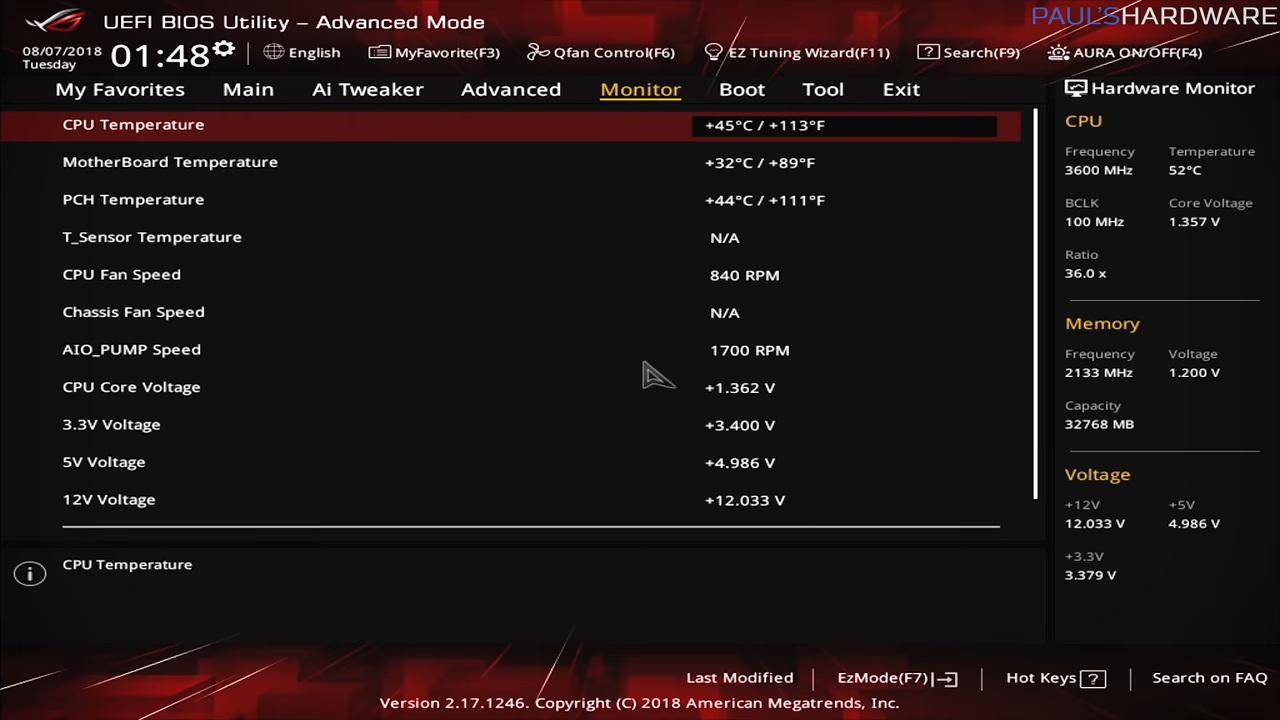 PAUL'SHARDWARE
UEFI BIOS Utility – Advanced Mode
08/07/2018
Tuesday
01:48
English
MyFavorite(F3)
Qfan Control(F6)
EZ Tuning Wizard(F11)
? Search(F9)
AURA ON/OFF(F4)
My Favorites Main Ai Tweaker Advanced Monitor Boot Tool Exit
CPU Temperature +45°C / +113°F
MotherBoard Temperature +32°C / +89°F
PCH Temperature +44°C / +111°F
T_Sensor Temperature N/A
CPU Fan Speed 840 RPM
Chassis Fan Speed N/A
AIO_PUMP Speed 1700 RPM
CPU Core Voltage +1.362 V
3.3V Voltage +3.400 V
5V Voltage +4.986 V
12V Voltage +12.033 V
i CPU Temperature
Hardware Monitor
CPU
Frequency Temperature
3600 MHz 52°C
BCLK Core Voltage
100 MHz 1.357 V
Ratio
36.0 x
Memory
Frequency Voltage
2133 MHz 1.200 V
Capacity
32768 MB
Voltage
+12V +5V
12.033 V 4.986 V
+3.3V
3.379 V
Last Modified EzMode(F7) Hot Keys ? Search on FAQ
Version 2.17.1246. Copyright (C) 2018 American Megatrends, Inc.